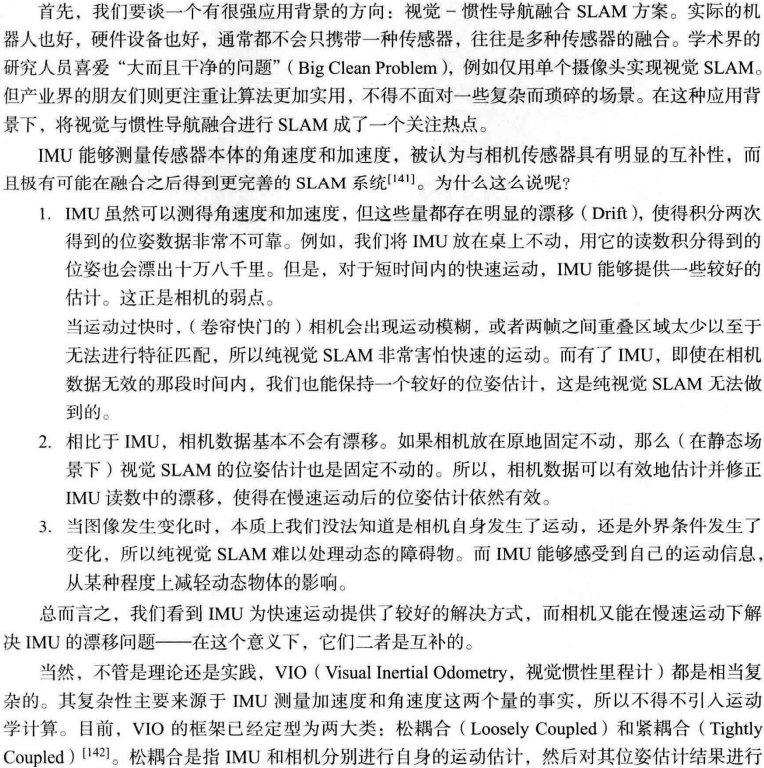 首先，我们要谈一个有很强应用背景的方向：视觉－惯性导航融合 SLAM 方案。实际的机
器人也好，硬件设备也好，通常都不会只携带一种传感器，往往是多种传感器的融合。学术界的
研究人员喜爱“大而且干净的问题”（Big Clean Problem），例如仅用单个摄像头实现视觉 SLAM。
但产业界的朋友们则更注重让算法更加实用，不得不面对一些复杂而琐碎的场景。在这种应用背
景下，将视觉与惯性导航融合进行 SLAM 成了一个关注热点。
IMU 能够测量传感器本体的角速度和加速度，被认为与相机传感器具有明显的互补性，而
且极有可能在融合之后得到更完善的 SLAM 系统[141]。为什么这么说呢？
1. IMU 虽然可以测得角速度和加速度，但这些量都存在明显的漂移（Drift），使得积分两次
得到的位姿数据非常不可靠。例如，我们将 IMU 放在桌上不动，用它的读数积分得到的
位姿也会漂出十万八千里。但是，对于短时间内的快速运动，IMU 能够提供一些较好的
估计。这正是相机的弱点。
当运动过快时，（卷帘快门的）相机会出现运动模糊，或者两帧之间重叠区域太少以至于
无法进行特征匹配，所以纯视觉 SLAM 非常害怕快速的运动。而有了 IMU，即使在相机
数据无效的那段时间内，我们也能保持一个较好的位姿估计，这是纯视觉 SLAM 无法做
到的。
2. 相比于 IMU，相机数据基本不会有漂移。如果相机放在原地固定不动，那么（在静态场
景下）视觉 SLAM 的位姿估计也是固定不动的。所以，相机数据可以有效地估计并修正
IMU 读数中的漂移，使得在慢速运动后的位姿估计依然有效。
3. 当图像发生变化时，本质上我们没法知道是相机自身发生了运动，还是外界条件发生了
变化，所以纯视觉 SLAM 难以处理动态的障碍物。而 IMU 能够感受到自己的运动信息，
从某种程度上减轻动态物体的影响。
总而言之，我们看到 IMU 为快速运动提供了较好的解决方式，而相机又能在慢速运动下解
决 IMU 的漂移问题——在这个意义下，它们二者是互补的。
当然，不管是理论还是实践，VIO（Visual Inertial Odometry，视觉惯性里程计）都是相当复
杂的。其复杂性主要来源于 IMU 测量加速度和角速度这两个量的事实，所以不得不引入运动
学计算。目前，VIO 的框架已经定型为两大类：松耦合（Loosely Coupled）和紧耦合（Tightly
Coupled）[142]。松耦合是指 IMU 和相机分别进行自身的运动估计，然后对其位姿估计结果进行